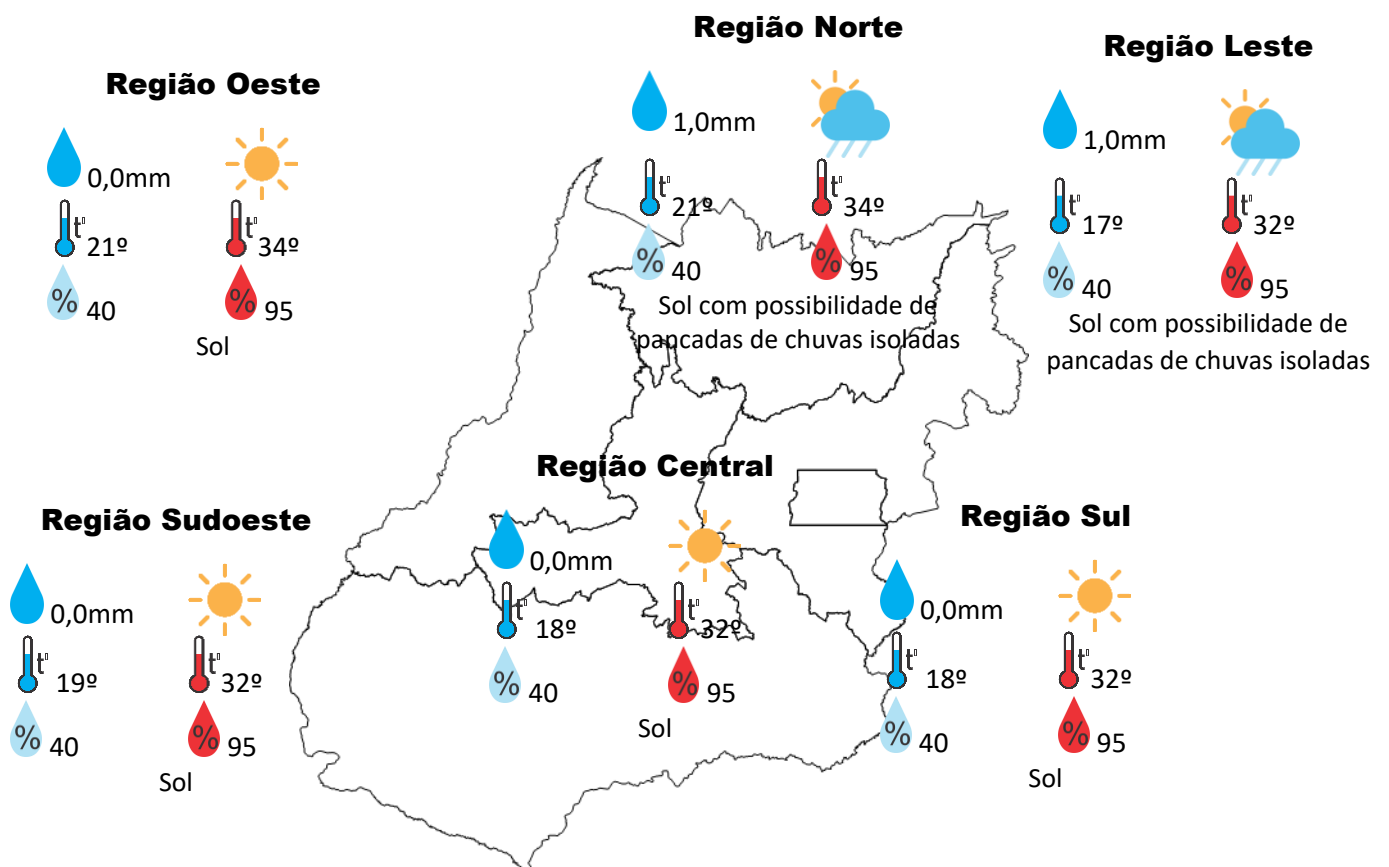 Região Norte
1,0mm
t°
21º
t°
34º
%
40
%
95
Sol com possibilidade de
pancadas de chuvas isoladas
Região Leste
1,0mm
t°
17º
t°
32º
%
40
%
95
Sol com possibilidade de
pancadas de chuvas isoladas
Região Oeste
0,0mm
t°
21º
t°
34º
%
40
%
95
Sol
Região Central
0,0mm
t°
18º
t°
32º
%
40
%
95
Sol
Região Sudoeste
0,0mm
t°
19º
t°
32º
%
40
%
95
Sol
Região Sul
0,0mm
t°
18º
t°
32º
%
40
%
95
Sol